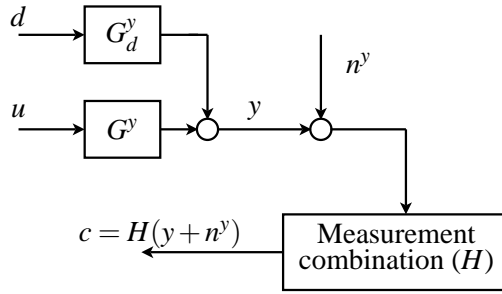 d
G_d^y
n^y
u
G^y
y
c = H(y + n^y)
Measurement
combination (H)